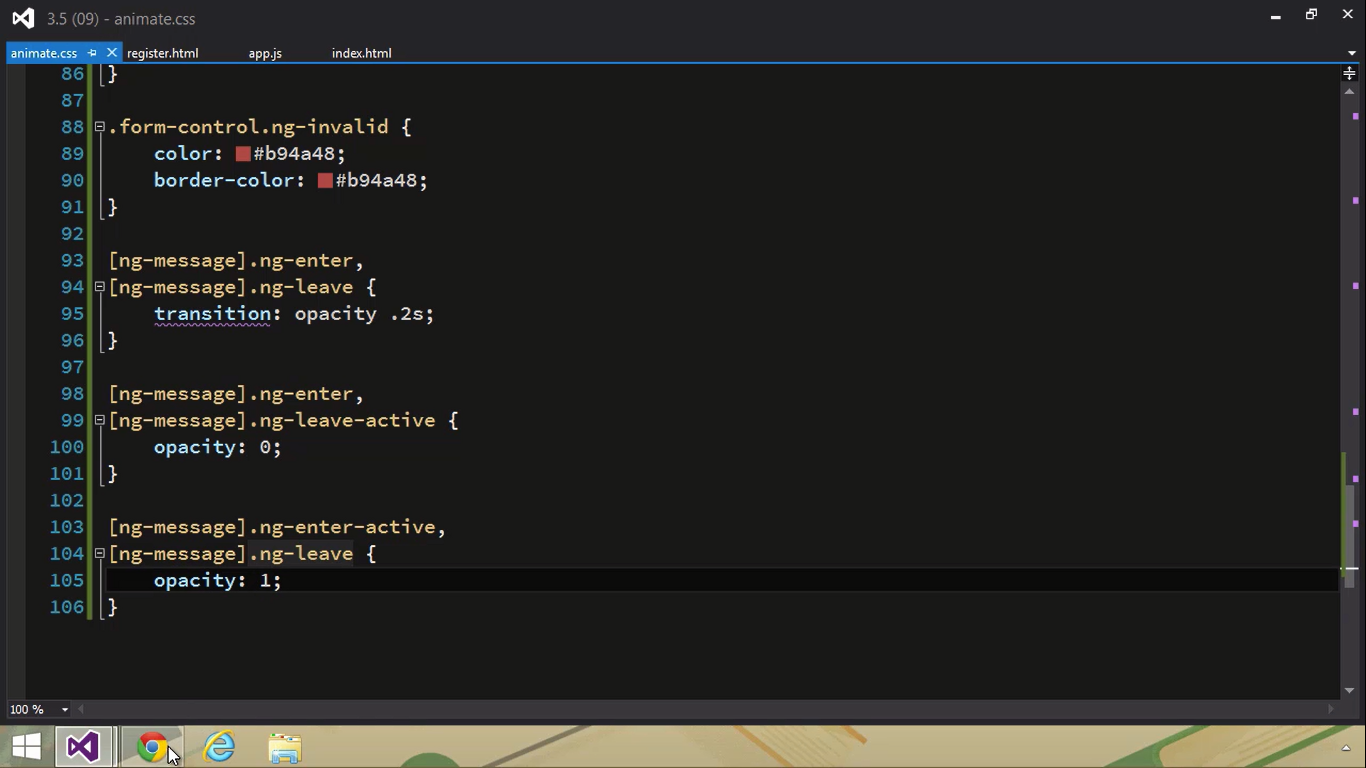 3.5 (09) - animate.css
animate.css register.html app.js index.html
86 }
87
88 .form-control.ng-invalid {
89 color: #b94a48;
90 border-color: #b94a48;
91 }
92
93 [ng-message].ng-enter,
94 [ng-message].ng-leave {
95 transition: opacity .2s;
96 }
97
98 [ng-message].ng-enter,
99 [ng-message].ng-leave-active {
100 opacity: 0;
101 }
102
103 [ng-message].ng-enter-active,
104 [ng-message].ng-leave {
105 opacity: 1;
106 }
100 %